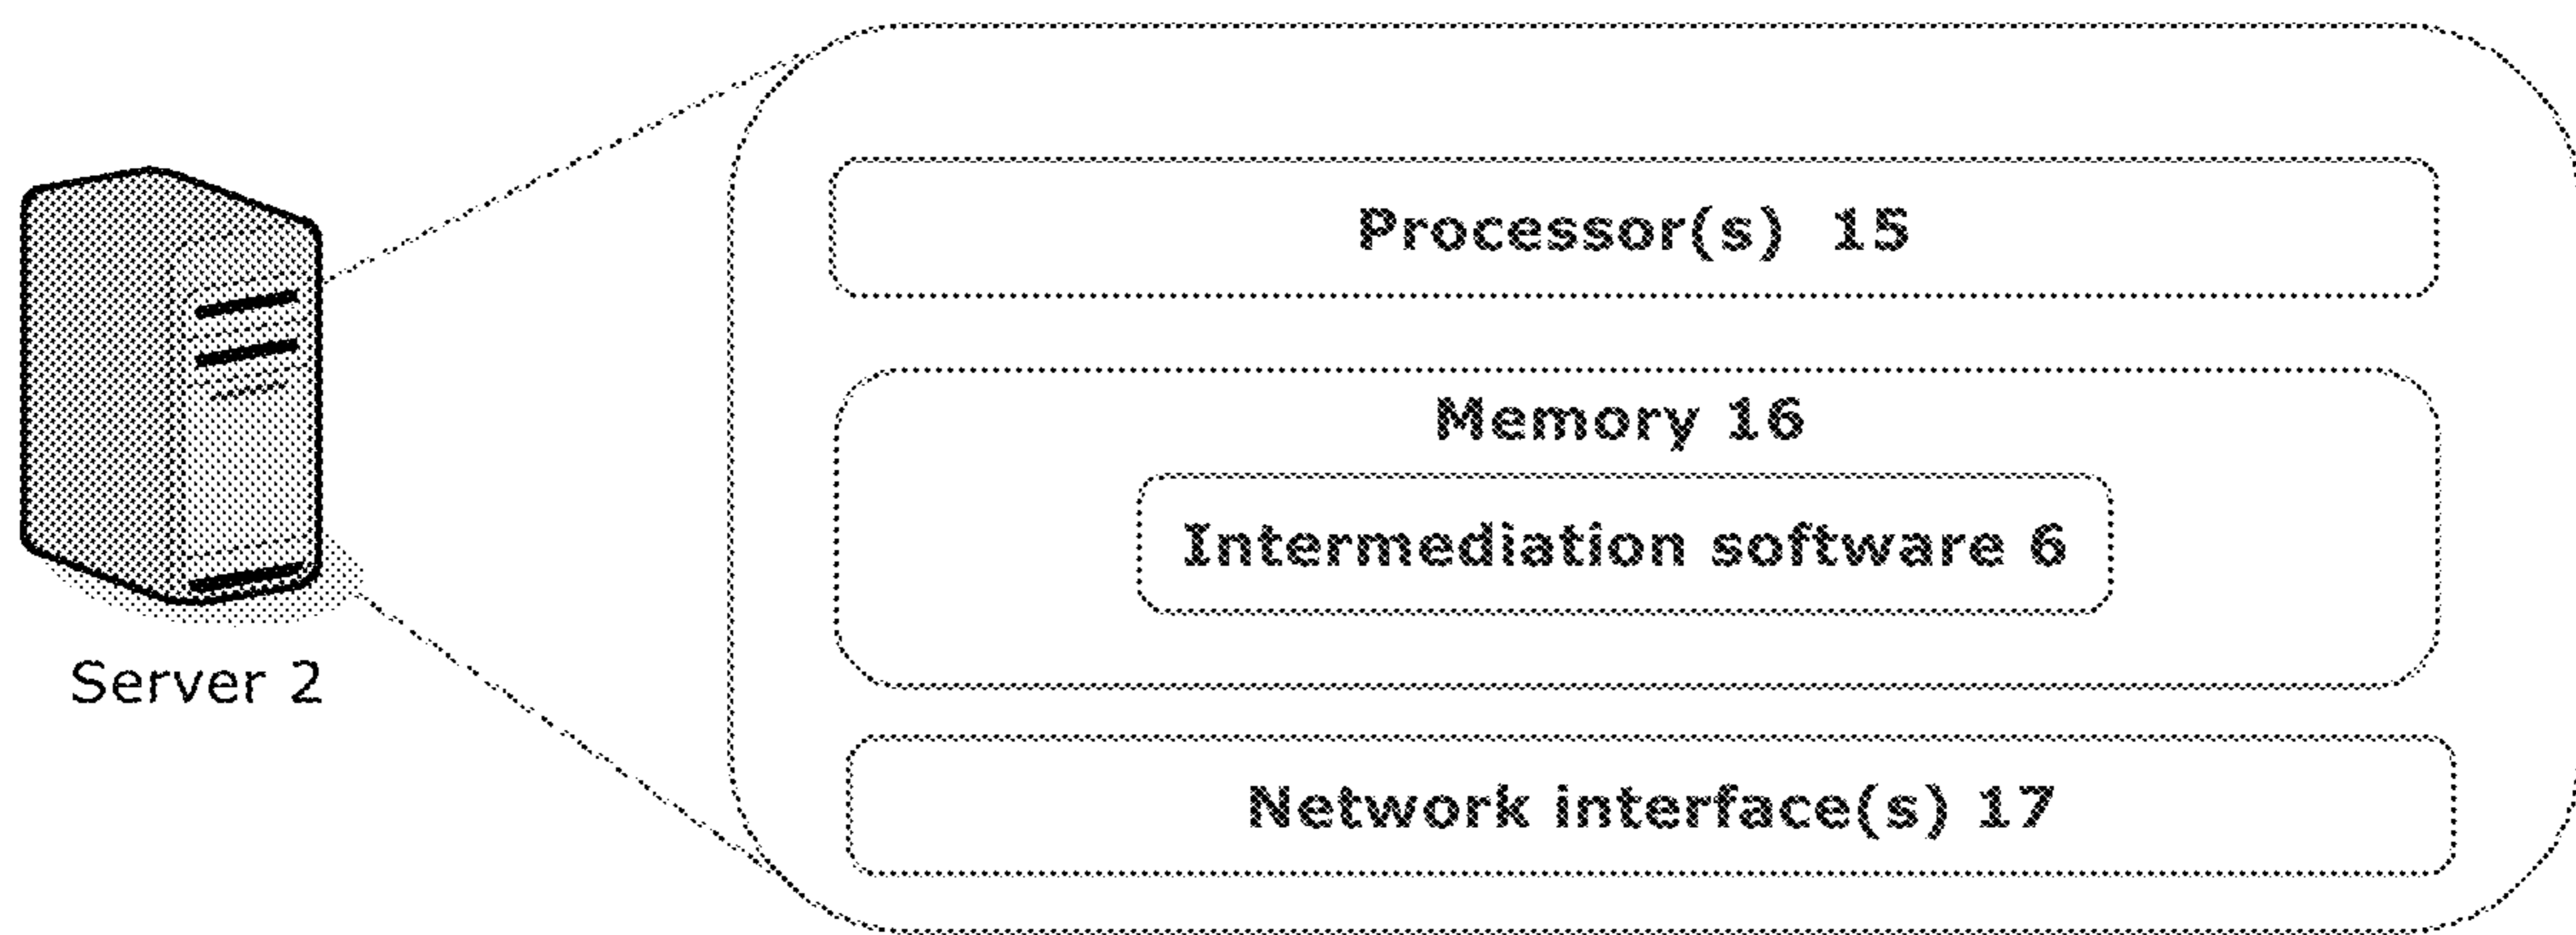 Processor(s) 15
Memory 16
Intermediation software 6
Server 2
Network interface(s) 17